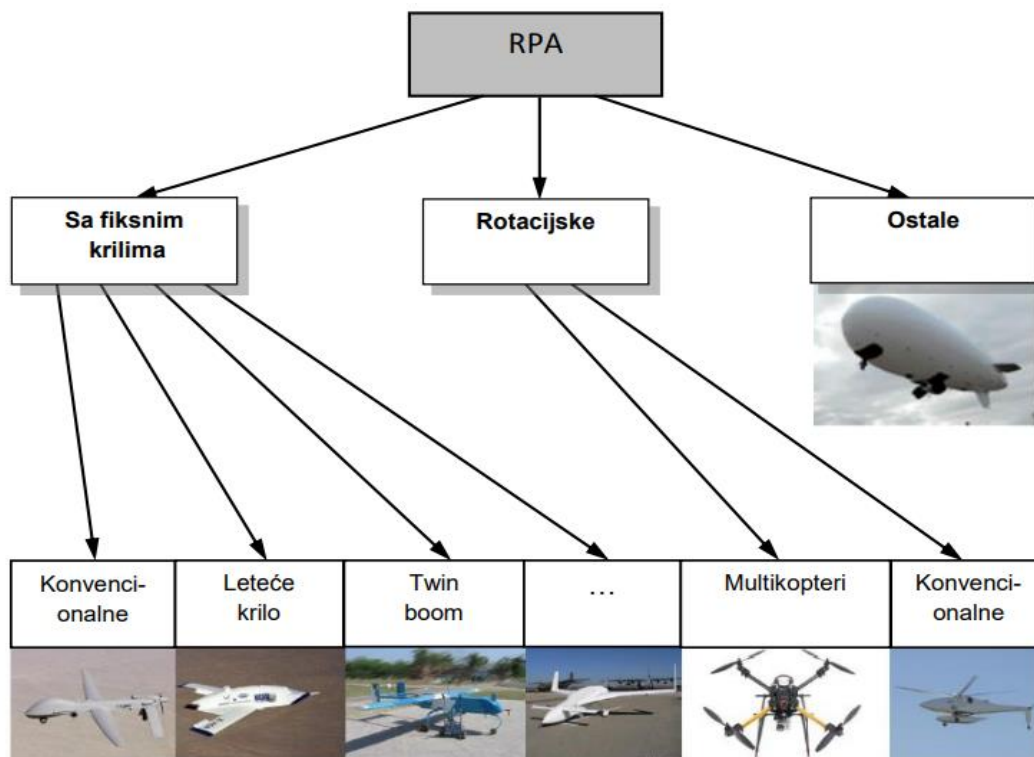 RPA
Sa fiksnim
krilima
Rotacijske
Ostale
Konvenci-
onalne
Leteće
krilo
Twin
boom
...
Multikopteri
Konvenci-
onalne